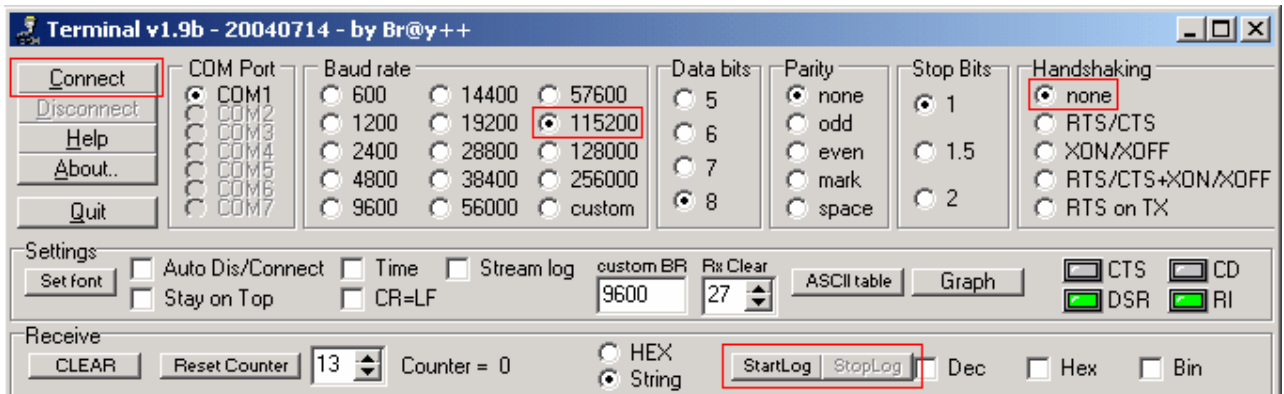 Terminal v1.9b - 20040714 - by Br@y++
Connect
Disconnect
Help
About..
Quit
COM Port
COM1
COM2
COM3
COM4
COM5
COM6
COM7
Baud rate
600 14400 57600
1200 19200 115200
2400 28800 128000
4800 38400 256000
9600 56000 custom
Data bits
5
6
7
8
Parity
none
odd
even
mark
space
Stop Bits
1
1.5
2
Handshaking
none
RTS/CTS
XON/XOFF
RTS/CTS+XON/XOFF
RTS on TX
Settings
Set font
Auto Dis/Connect Time Stream log
Stay on Top CR=LF
custom BR
9600
Rx Clear
27
ASCII table
Graph
CTS CD
DSR RI
Receive
CLEAR Reset Counter 13 Counter = 0
HEX
String
StartLog StopLog Dec Hex Bin